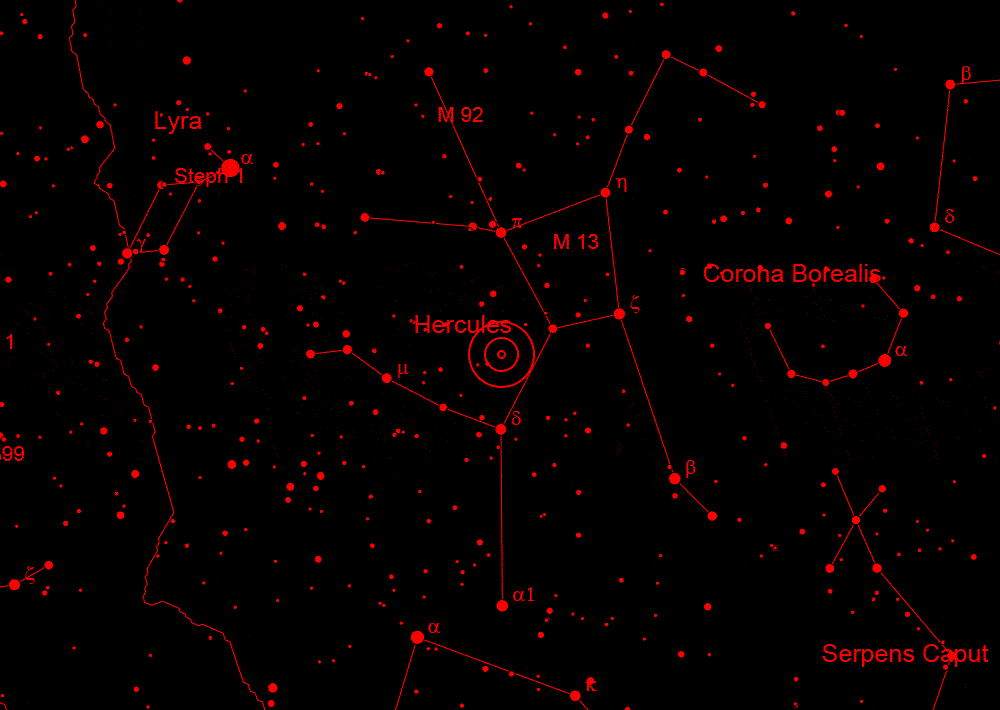 β
M 92
Lyra
α
Steph 1
η
δ
π
γ
M 13
Corona Borealis
ζ
Hercules
1
α
μ
δ
99
β
ζ
α1
α
Serpens Caput
κ